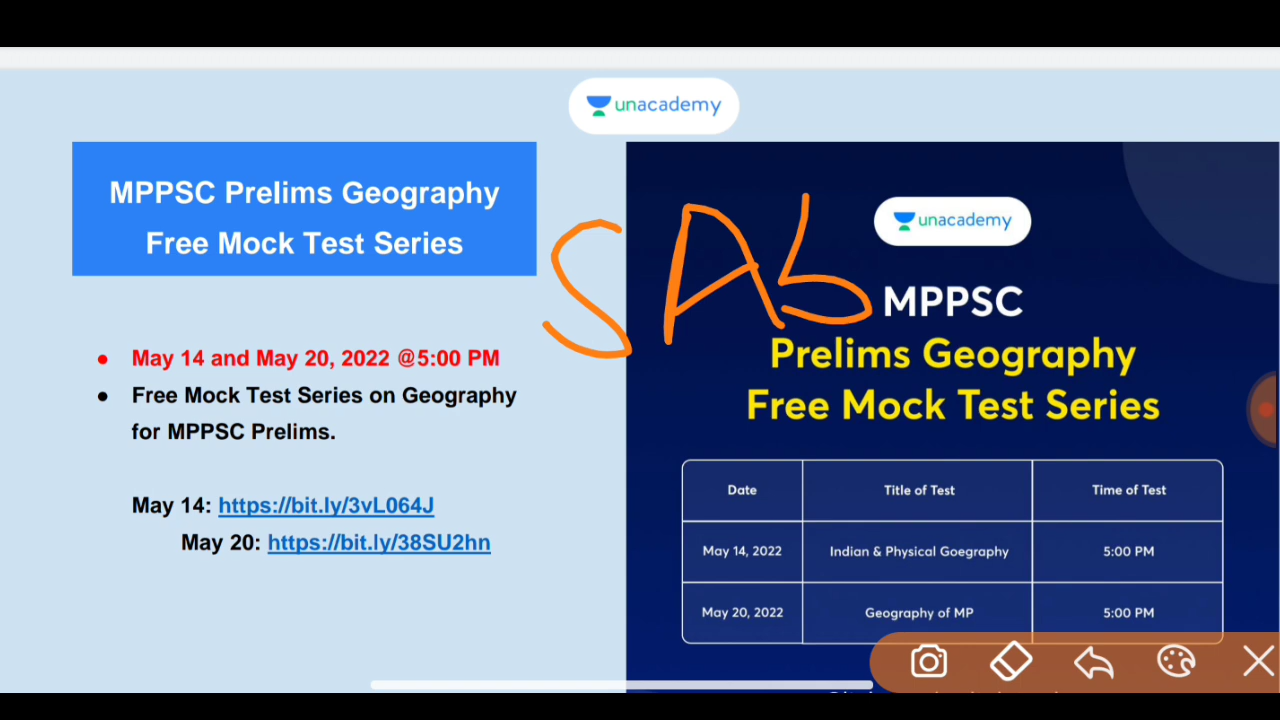 unacademy
MPPSC Prelims Geography
Free Mock Test Series
May 14 and May 20, 2022 @5:00 PM
Free Mock Test Series on Geography
for MPPSC Prelims.
May 14: https://bit.ly/3vL064J
May 20: https://bit.ly/38SU2hn
unacademy
MPPSC
Prelims Geography
Free Mock Test Series
Date Title of Test Time of Test
May 14, 2022 Indian & Physical Goegraphy 5:00 PM
May 20, 2022 Geography of MP 5:00 PM